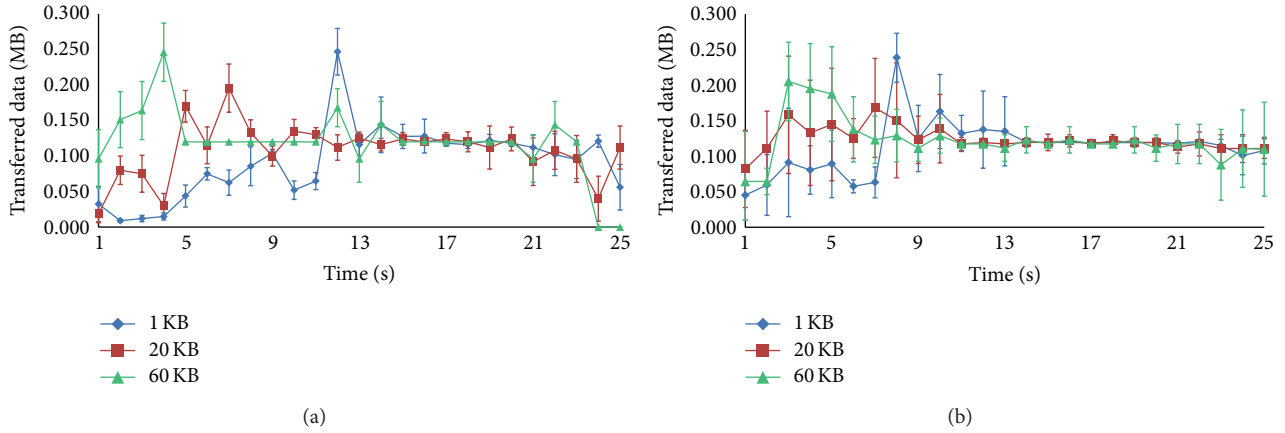 Transferred data (MB)
0.300
0.250
0.200
0.150
0.100
0.050
0.000
1 5 9 13 17 21 25
Time (s)
1 KB
20 KB
60 KB
(a)
Transferred data (MB)
0.300
0.250
0.200
0.150
0.100
0.050
0.000
1 5 9 13 17 21 25
Time (s)
1 KB
20 KB
60 KB
(b)